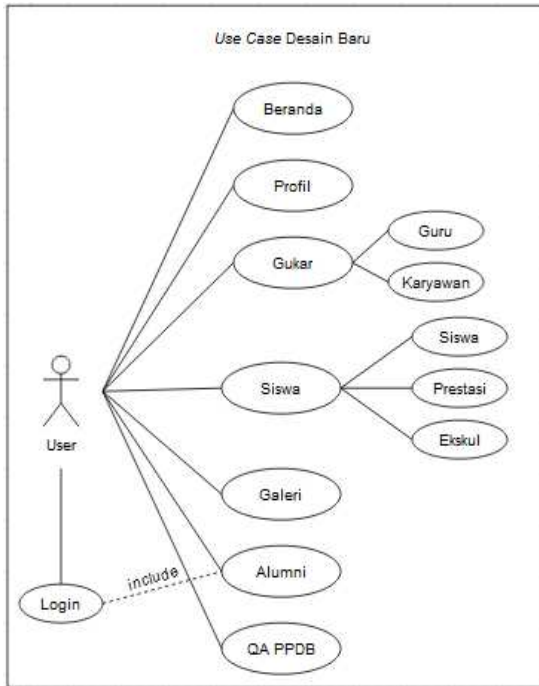 Use Case Desain Baru
Beranda
Profil
Guru
Gukar
Karyawan
Siswa
Siswa
Prestasi
User
Ekskul
Galeri
include
Alumni
Login
QA PPDB